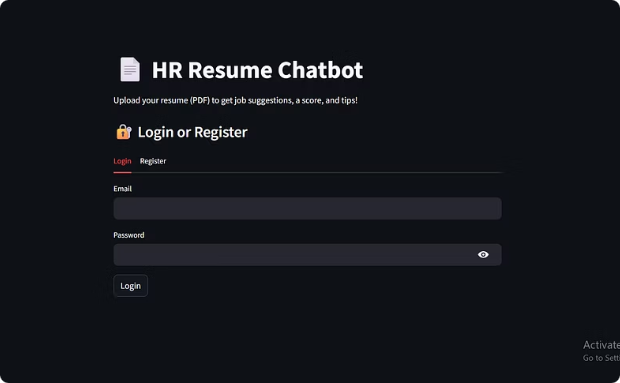 HR Resume Chatbot
Upload your resume (PDF) to get job suggestions, a score, and tips!
Login or Register
Login Register
Email
Password
Login
Activate
Go to Setti